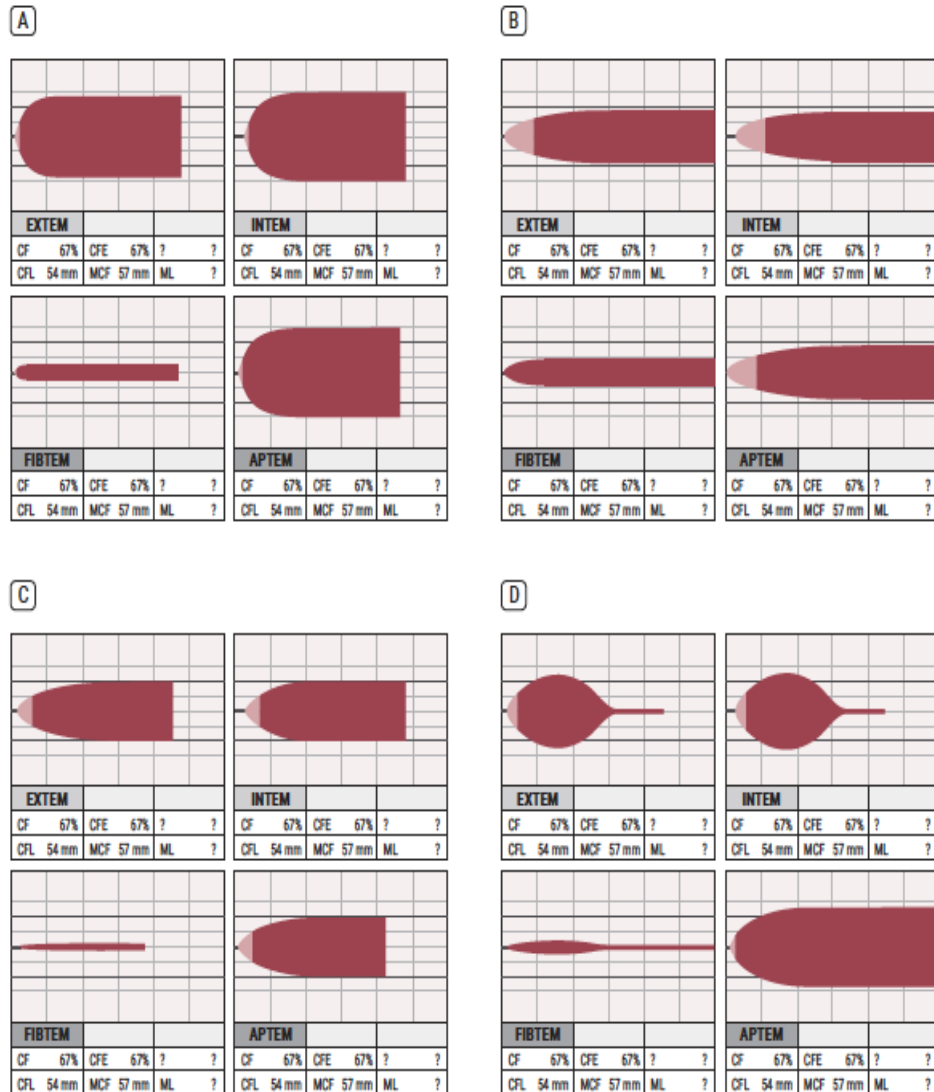 A
B
EXTEM
INTEM
EXTEM
INTEM
CF 67% CFE 67% ? ?
CF 67% CFE 67% ? ?
CF 67% CFE 67% ? ?
CF 67% CFE 67% ? ?
CFL 54 mm MCF 57 mm ML ?
CFL 54 mm MCF 57 mm ML ?
CFL 54 mm MCF 57 mm ML ?
CFL 54 mm MCF 57 mm ML ?
FIBTEM
APTEM
FIBTEM
APTEM
CF 67% CFE 67% ? ?
CF 67% CFE 67% ? ?
CF 67% CFE 67% ? ?
CF 67% CFE 67% ? ?
CFL 54 mm MCF 57 mm ML ?
CFL 54 mm MCF 57 mm ML ?
CFL 54 mm MCF 57 mm ML ?
CFL 54 mm MCF 57 mm ML ?
C
D
EXTEM
INTEM
EXTEM
INTEM
CF 67% CFE 67% ? ?
CF 67% CFE 67% ? ?
CF 67% CFE 67% ? ?
CF 67% CFE 67% ? ?
CFL 54 mm MCF 57 mm ML ?
CFL 54 mm MCF 57 mm ML ?
CFL 54 mm MCF 57 mm ML ?
CFL 54 mm MCF 57 mm ML ?
FIBTEM
APTEM
FIBTEM
APTEM
CF 67% CFE 67% ? ?
CF 67% CFE 67% ? ?
CF 67% CFE 67% ? ?
CF 67% CFE 67% ? ?
CFL 54 mm MCF 57 mm ML ?
CFL 54 mm MCF 57 mm ML ?
CFL 54 mm MCF 57 mm ML ?
CFL 54 mm MCF 57 mm ML ?